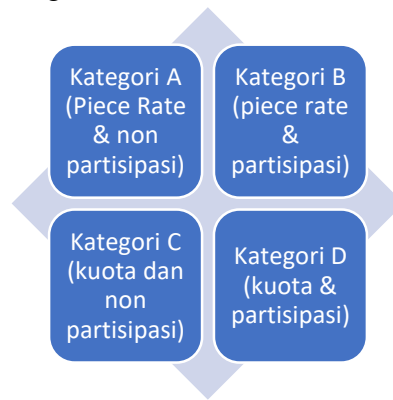 Kategori A
(Piece Rate
& non
partisipasi)
Kategori B
(piece rate
&
partisipasi)
Kategori C
(kuota dan
non
partisipasi)
Kategori D
(kuota &
partisipasi)